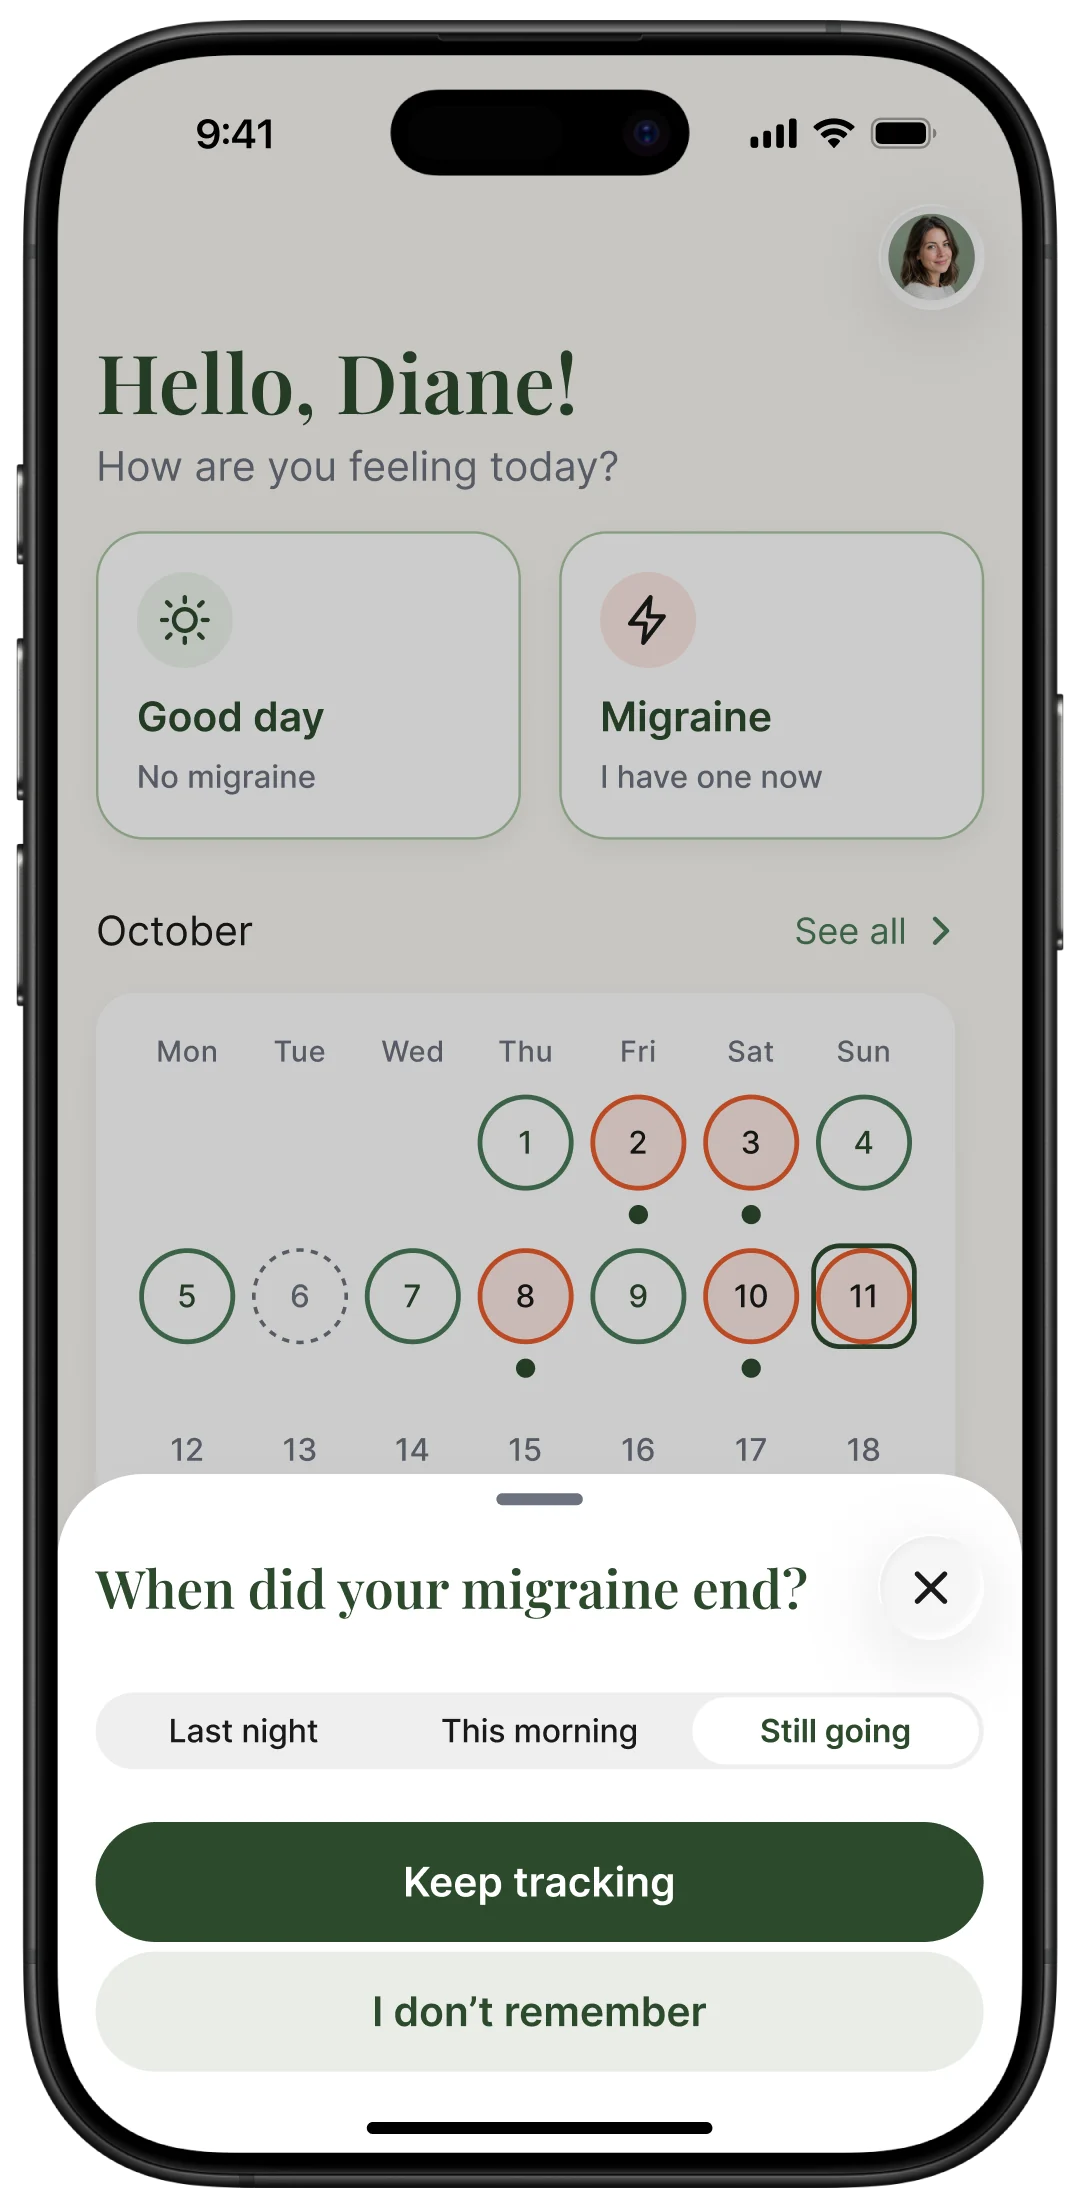 9:41
Hello, Diane!
How are you feeling today?
Good day
No migraine
Migraine
I have one now
October
See all
Mon Tue Wed Thu Fri Sat Sun
1 2 3 4
5 6 7 8 9 10 11
12 13 14 15 16 17 18
When did your migraine end?
Last night This morning Still going
Keep tracking
I don’t remember